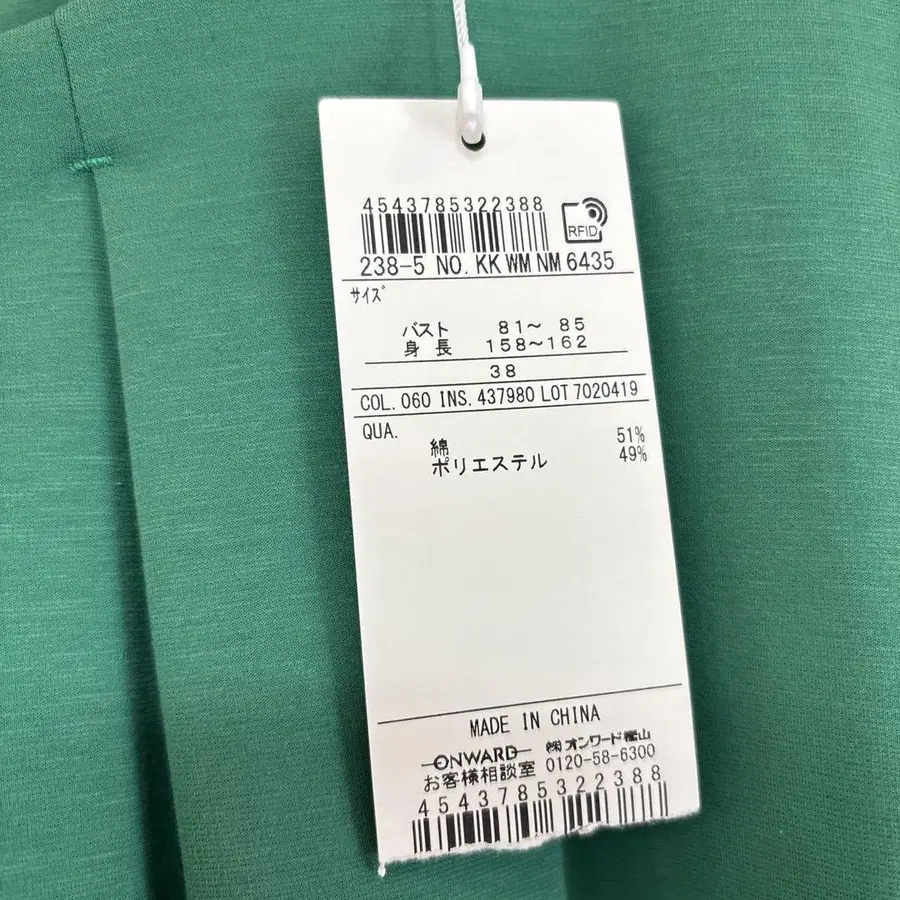 4543785322388
RFID
238-5 NO. KK WM NM 6435
サイズ
バスト 81～ 85
身 長 158～162
38
COL. 060 INS. 437980 LOT 7020419
QUA.
綿 51%
ポリエステル 49%
MADE IN CHINA
ONWARD ㈱オンワード樫山
お客様相談室 0120-58-6300
4543785322388